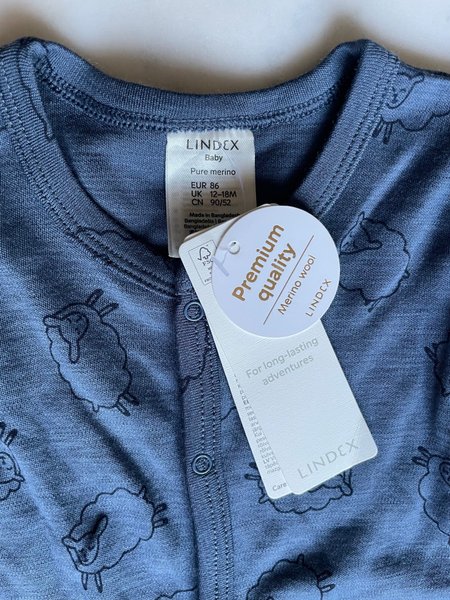 LINDEX
Baby
Pure merino
EUR 86
UK 12-18M
CN 90/52
Made in Bangladesh
Premium
quality
Merino wool
LINDEX
For long-lasting
adventures
LINDEX
Care